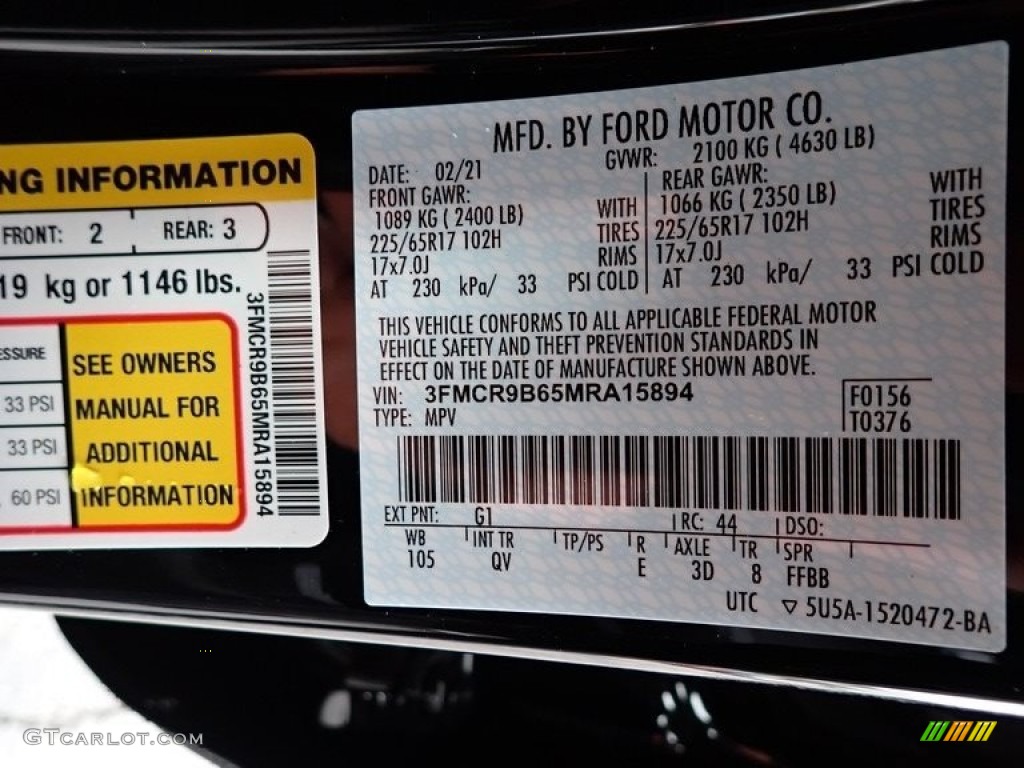 NG INFORMATION
FRONT: 2 REAR: 3
19 kg or 1146 lbs.
ESSURE
33 PSI
33 PSI
60 PSI
SEE OWNERS
MANUAL FOR
ADDITIONAL
INFORMATION
3FMCR9B65MRA15894
MFD. BY FORD MOTOR CO.
DATE: 02/21 GVWR: 2100 KG ( 4630 LB)
FRONT GAWR: REAR GAWR:
1089 KG ( 2400 LB) WITH 1066 KG ( 2350 LB) WITH
225/65R17 102H TIRES 225/65R17 102H TIRES
17x7.0J RIMS 17x7.0J RIMS
AT 230 kPa/ 33 PSI COLD AT 230 kPa/ 33 PSI COLD
THIS VEHICLE CONFORMS TO ALL APPLICABLE FEDERAL MOTOR
VEHICLE SAFETY AND THEFT PREVENTION STANDARDS IN
EFFECT ON THE DATE OF MANUFACTURE SHOWN ABOVE.
VIN: 3FMCR9B65MRA15894 F0156
TYPE: MPV T0376
EXT PNT: G1 RC: 44 DSO:
WB INT TR TP/PS R AXLE TR SPR
105 QV E 3D 8 FFBB
UTC ▽ 5U5A-1520472-BA
GTCARLOT.COM